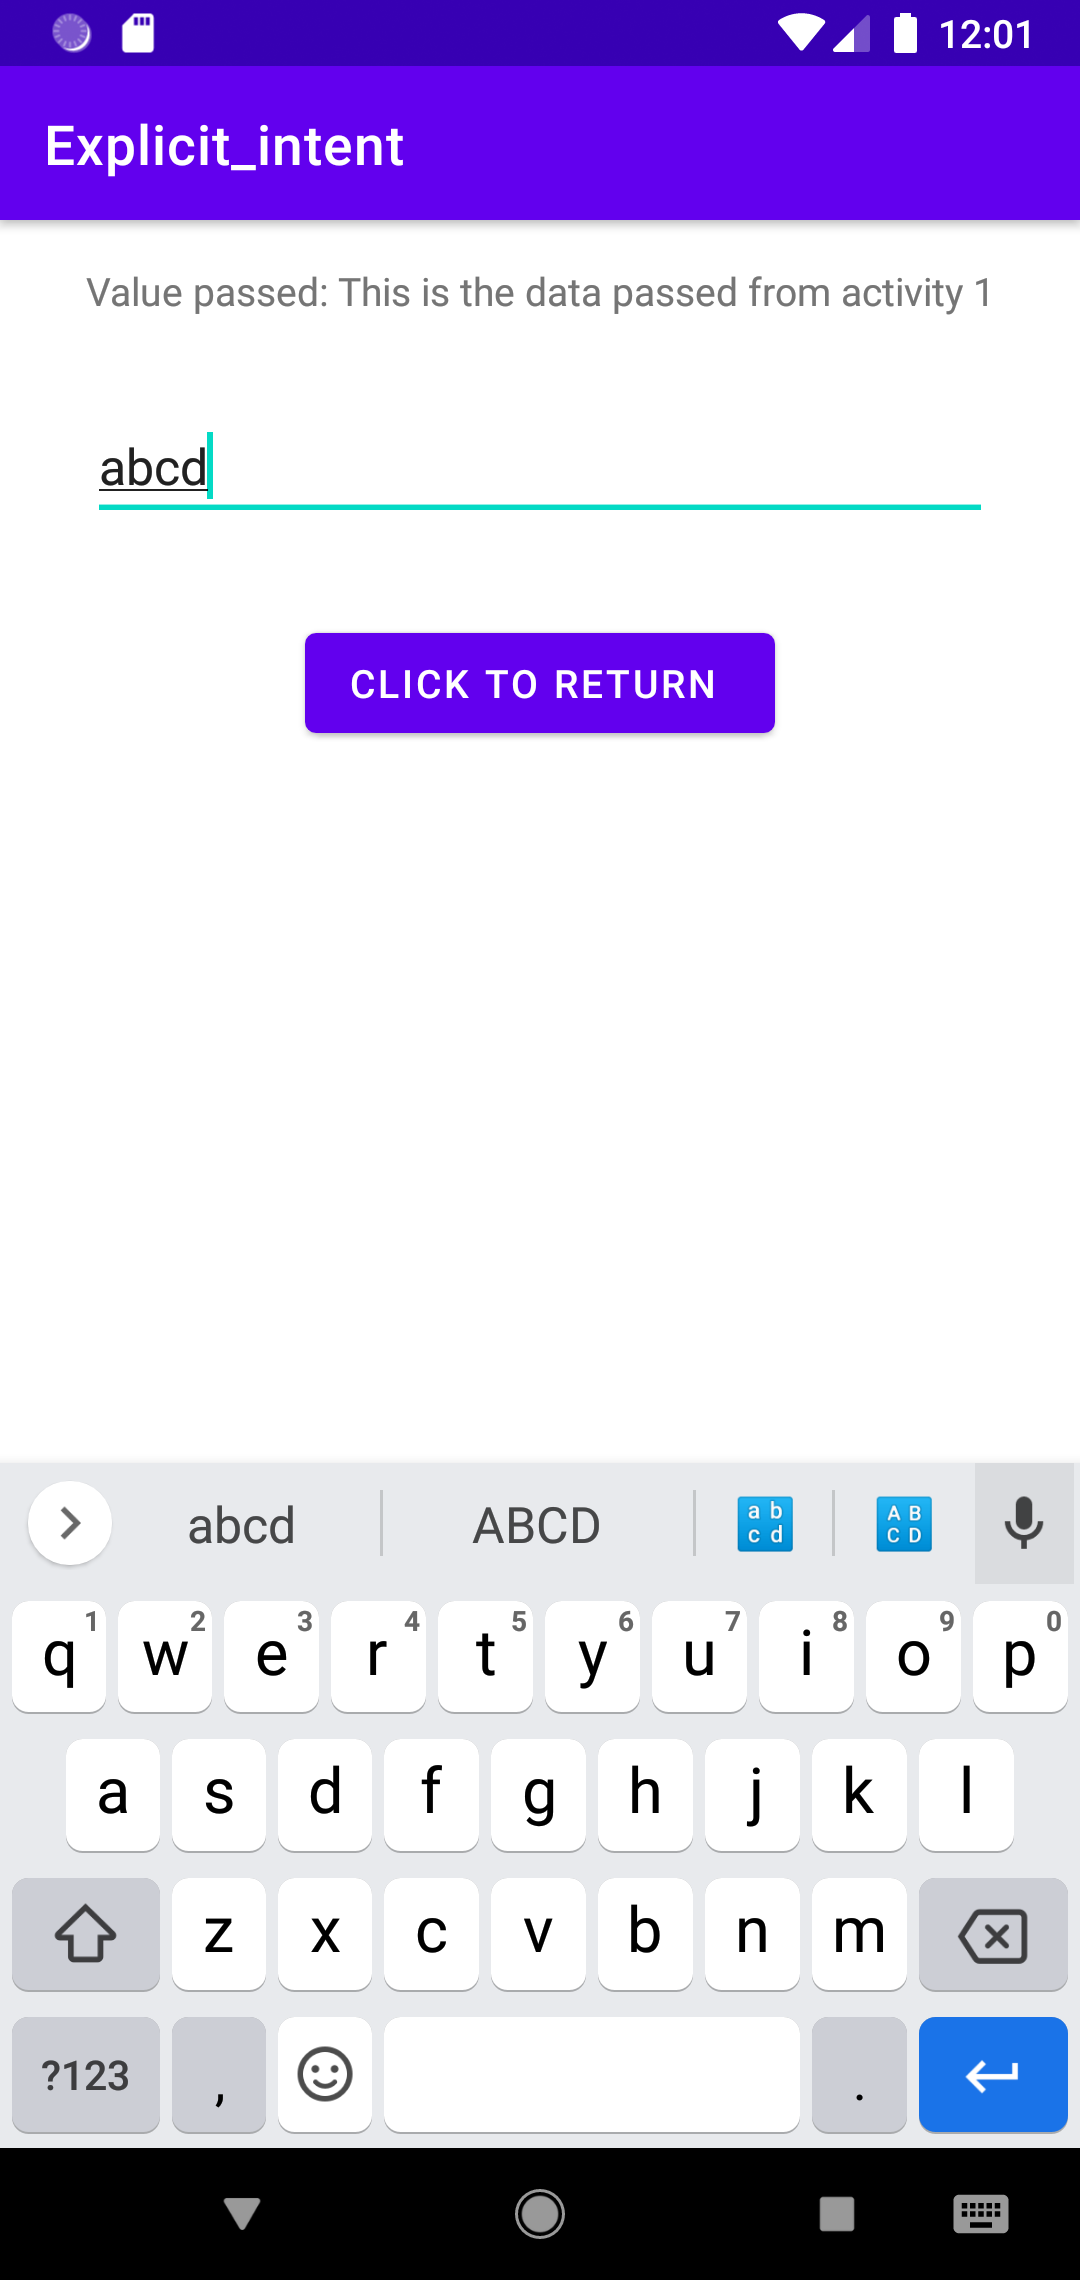 12:01
Explicit_intent
Value passed: This is the data passed from activity 1
abcd
CLICK TO RETURN
abcd ABCD ab cd AB CD
q1 w2 e3 r4 t5 y6 u7 i8 o9 p0
a s d f g h j k l
z x c v b n m
?123 , .